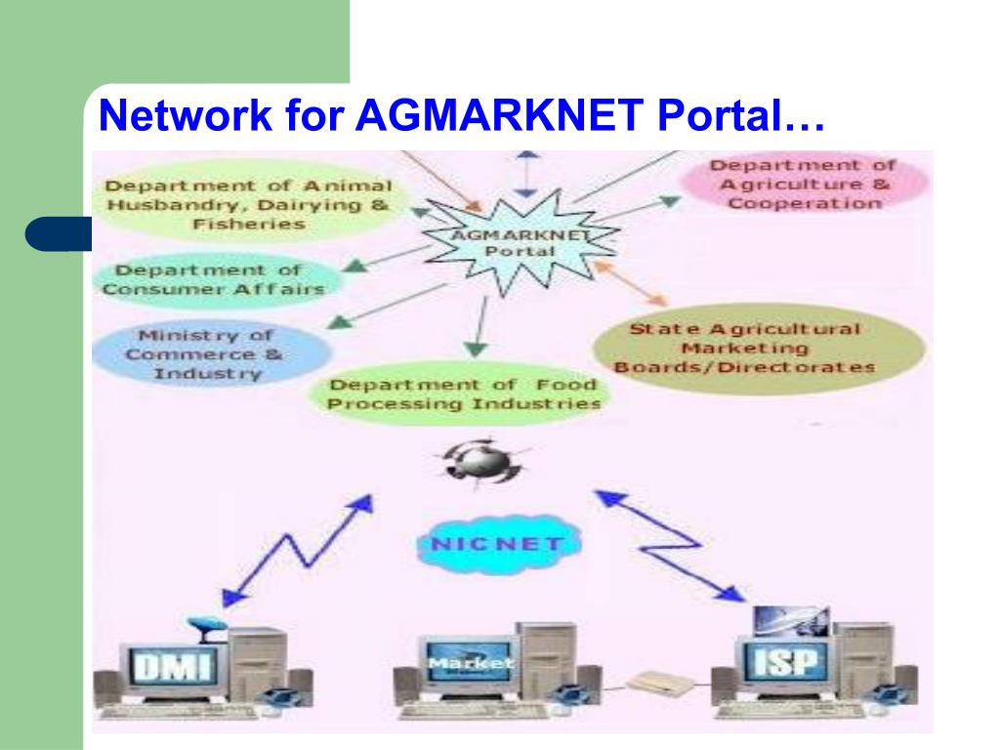 Network for AGMARKNET Portal…
Department of Animal
Husbandry, Dairying &
Fisheries
AGMARKNET
Portal
Department of
Agriculture &
Cooperation
Department of
Consumer Affairs
Ministry of
Commerce &
Industry
State Agricultural
Marketing
Boards/Directorates
Department of Food
Processing Industries
NICNET
DMI
Market
ISP